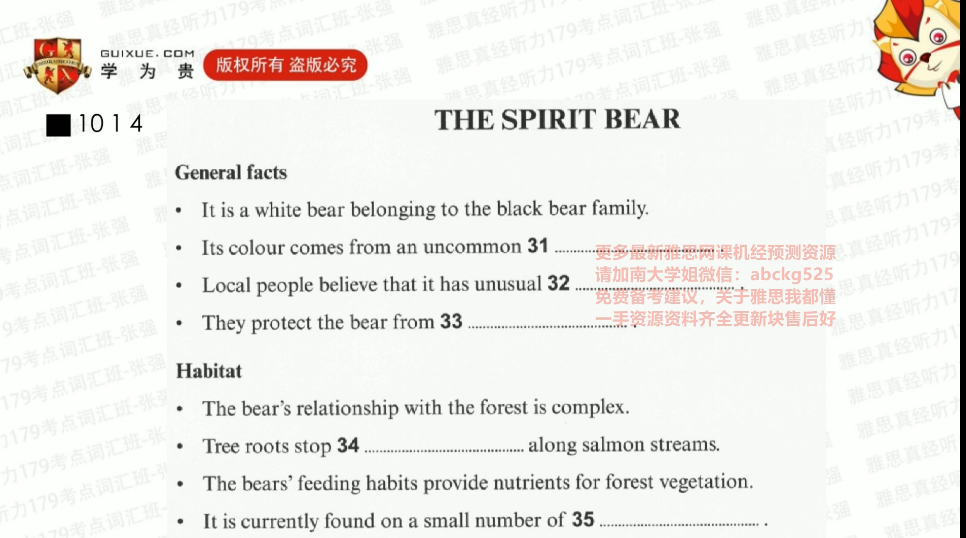 GUIXUE.COM
学为贵
版权所有 盗版必究
1014
THE SPIRIT BEAR
General facts
• It is a white bear belonging to the black bear family.
• Its colour comes from an uncommon 31 ........................................ .
• Local people believe that it has unusual 32 ........................................ .
• They protect the bear from 33 ........................................ .
更多最新雅思网课机经预测资源
请加南大学姐微信：abckg525
免费备考建议，关于雅思我都懂
一手资源资料齐全更新块售后好
Habitat
• The bear's relationship with the forest is complex.
• Tree roots stop 34 ........................................ along salmon streams.
• The bears' feeding habits provide nutrients for forest vegetation.
• It is currently found on a small number of 35 ........................................ .
雅思真经听力179考点词汇班-张强